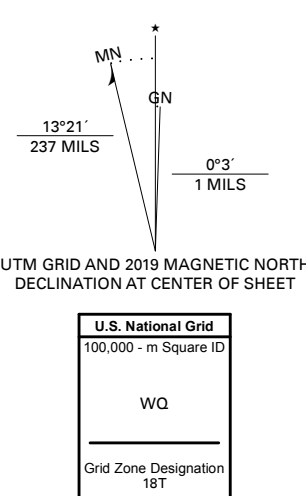 MN
GN
13°21´
237 MILS
0°3´
1 MILS
UTM GRID AND 2019 MAGNETIC NORTH
DECLINATION AT CENTER OF SHEET
U.S. National Grid
100,000 - m Square ID
WQ
Grid Zone Designation
18T